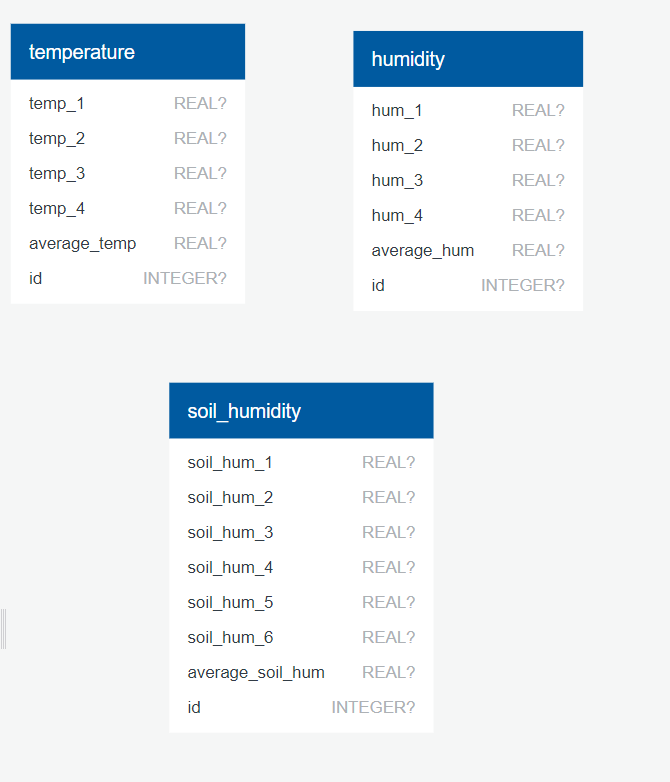 temperature
temp_1 REAL?
temp_2 REAL?
temp_3 REAL?
temp_4 REAL?
average_temp REAL?
id INTEGER?
humidity
hum_1 REAL?
hum_2 REAL?
hum_3 REAL?
hum_4 REAL?
average_hum REAL?
id INTEGER?
soil_humidity
soil_hum_1 REAL?
soil_hum_2 REAL?
soil_hum_3 REAL?
soil_hum_4 REAL?
soil_hum_5 REAL?
soil_hum_6 REAL?
average_soil_hum REAL?
id INTEGER?